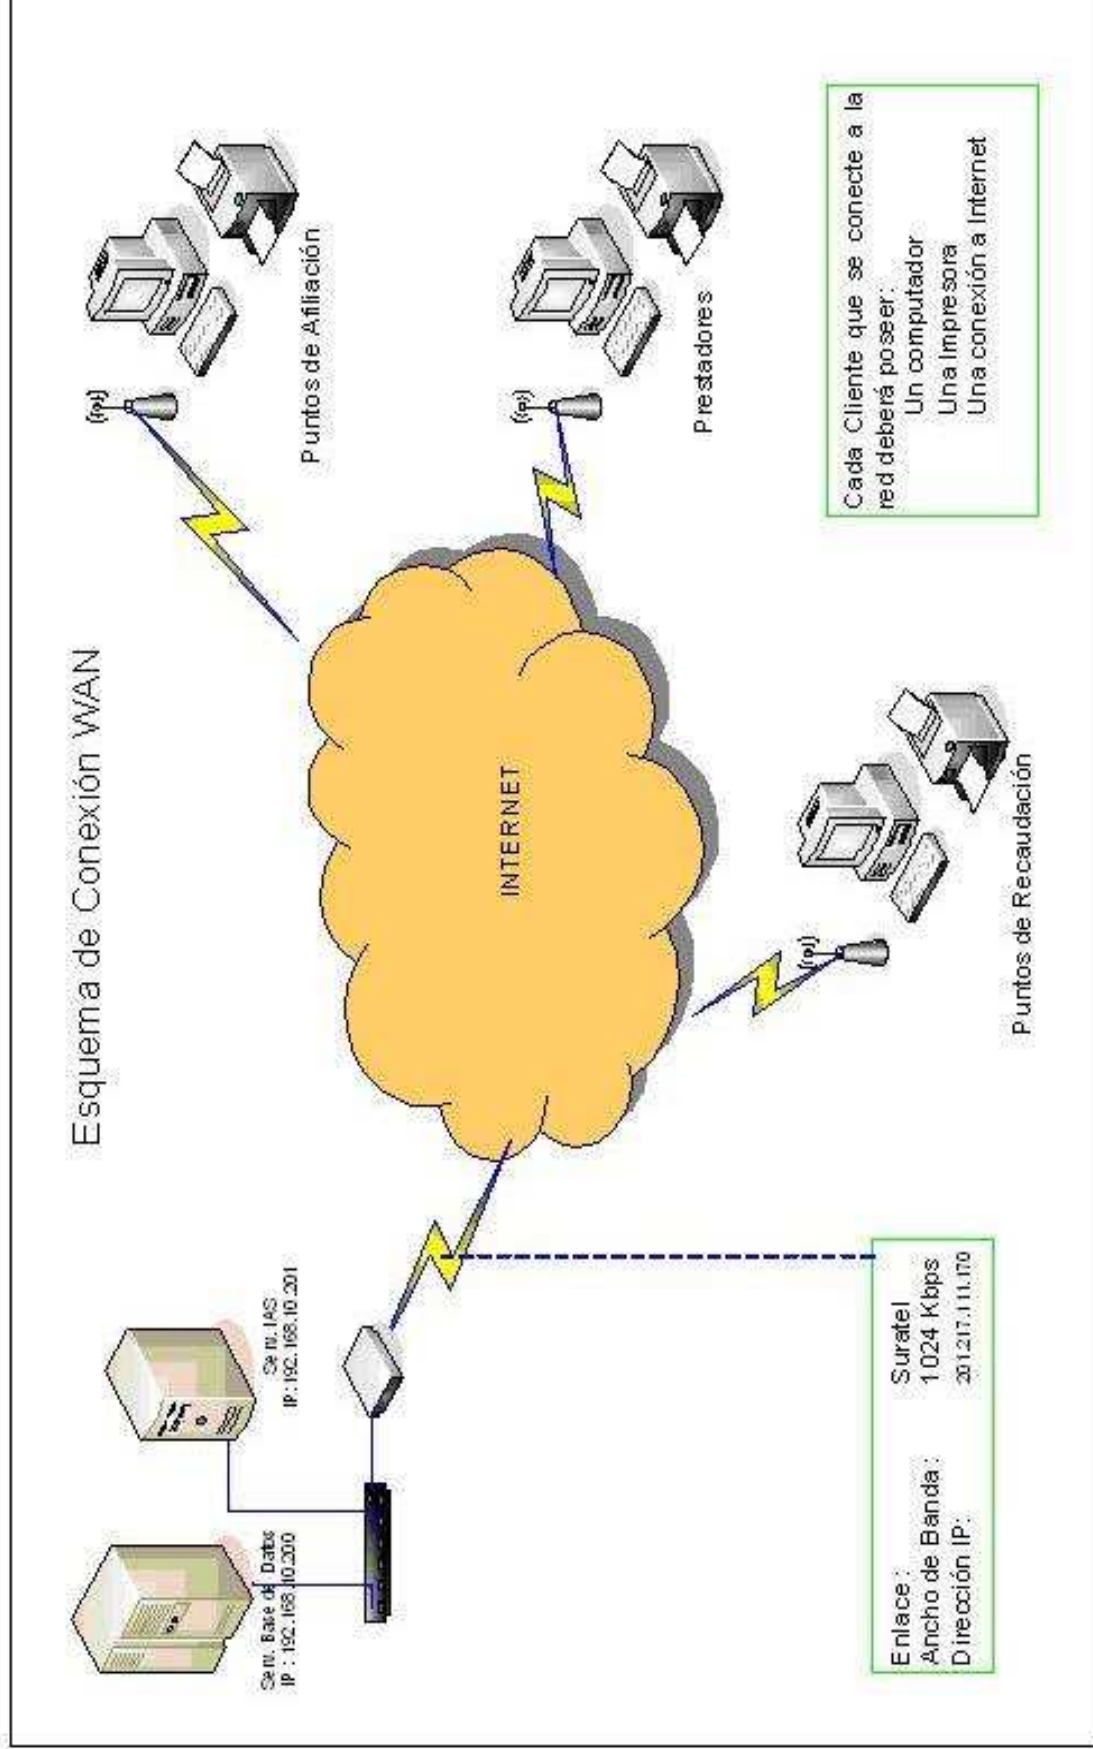 Esquema de Conexión WAN
Serv. Base de Datos
IP : 192.168.10.200
Serv. IAS
IP: 192.168.10.201
INTERNET
Puntos de Afiliación
Prestadores
Puntos de Recaudación
Enlace: Suratel
Ancho de Banda: 1024 Kbps
Dirección IP: 201.217.111.170
Cada Cliente que se conecte a la
red deberá poseer:
Un computador
Una Impresora
Una conexión a Internet